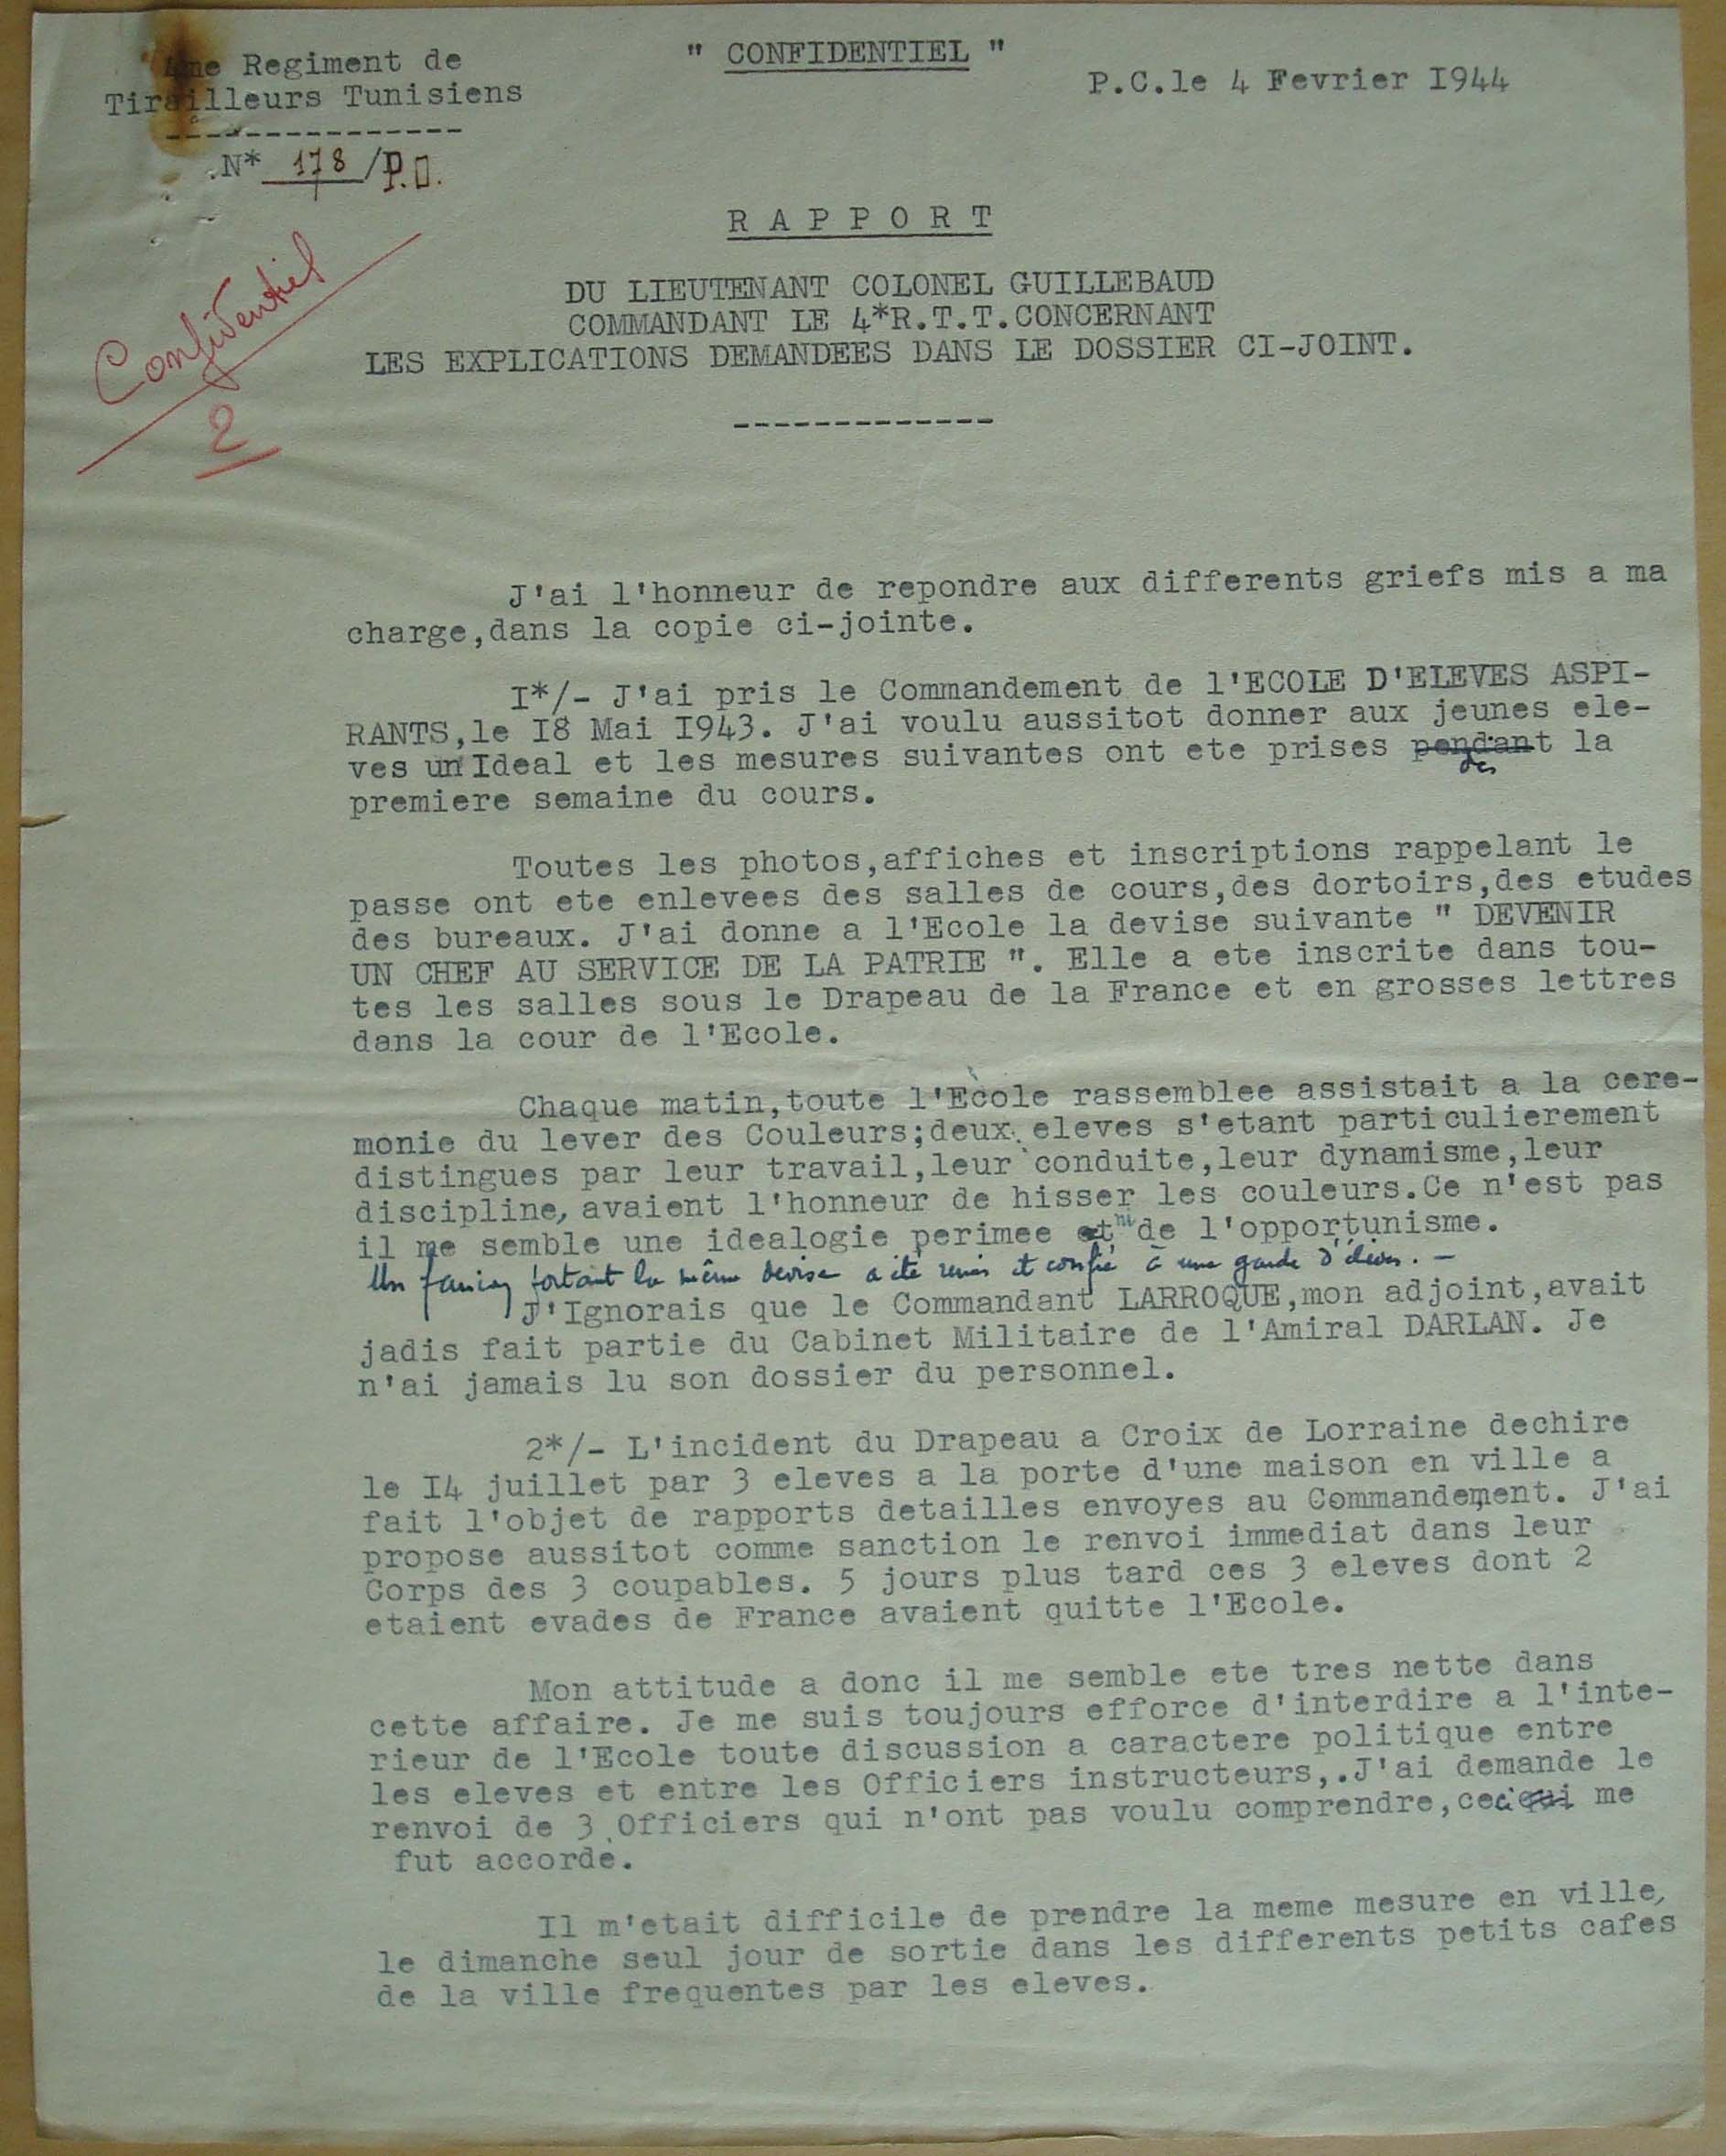 4me Regiment de
Tirailleurs Tunisiens
----------------
N* 178 /P.O.
" CONFIDENTIEL "
P.C.le 4 Fevrier I944
Confidentiel
2
R A P P O R T
DU LIEUTENANT COLONEL GUILLEBAUD
COMMANDANT LE 4*R.T.T.CONCERNANT
LES EXPLICATIONS DEMANDEES DANS LE DOSSIER CI-JOINT.
-------------
J'ai l'honneur de repondre aux differents griefs mis a ma
charge,dans la copie ci-jointe.
I*/- J'ai pris le Commandement de l'ECOLE D'ELEVES ASPI-
RANTS,le I8 Mai I943. J'ai voulu aussitot donner aux jeunes ele-
ves un Ideal et les mesures suivantes ont ete prises pendant dès la
premiere semaine du cours.
Toutes les photos,affiches et inscriptions rappelant le
passe ont ete enlevees des salles de cours,des dortoirs,des etudes
des bureaux. J'ai donne a l'Ecole la devise suivante " DEVENIR
UN CHEF AU SERVICE DE LA PATRIE ". Elle a ete inscrite dans tou-
tes les salles sous le Drapeau de la France et en grosses lettres
dans la cour de l'Ecole.
Chaque matin,toute l'Ecole rassemblee assistait a la cere-
monie du lever des Couleurs;deux eleves s'etant particulierement
distingues par leur travail,leur conduite,leur dynamisme,leur
discipline, avaient l'honneur de hisser les couleurs.Ce n'est pas
il me semble une idealogie perimee et ni de l'opportunisme.
Un fanion portant la même devise a été remis et confié à une garde d'élèves. -
J'Ignorais que le Commandant LARROQUE,mon adjoint,avait
jadis fait partie du Cabinet Militaire de l'Amiral DARLAN. Je
n'ai jamais lu son dossier du personnel.
2*/- L'incident du Drapeau a Croix de Lorraine dechire
le I4 juillet par 3 eleves a la porte d'une maison en ville a
fait l'objet de rapports detailles envoyes au Commandement. J'ai
propose aussitot comme sanction le renvoi immediat dans leur
Corps des 3 coupables. 5 jours plus tard ces 3 eleves dont 2
etaient evades de France avaient quitte l'Ecole.
Mon attitude a donc il me semble ete tres nette dans
cette affaire. Je me suis toujours efforce d'interdire a l'inte-
rieur de l'Ecole toute discussion a caractere politique entre
les eleves et entre les Officiers instructeurs,.J'ai demande le
renvoi de 3 Officiers qui n'ont pas voulu comprendre,ceci qui me
fut accorde.
Il m'etait difficile de prendre la meme mesure en ville,
le dimanche seul jour de sortie dans les differents petits cafes
de la ville frequentes par les eleves.